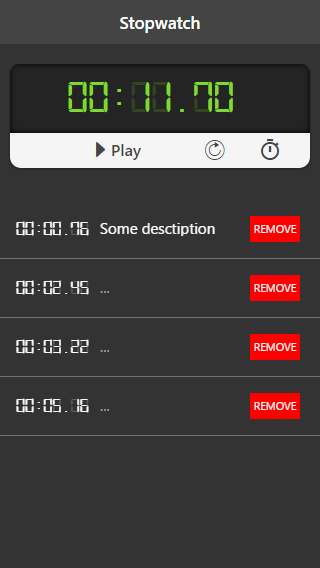 Stopwatch
00:11.70
Play
00:00.76 Some desctiption REMOVE
00:02.45 ... REMOVE
00:03.22 ... REMOVE
00:05.16 ... REMOVE